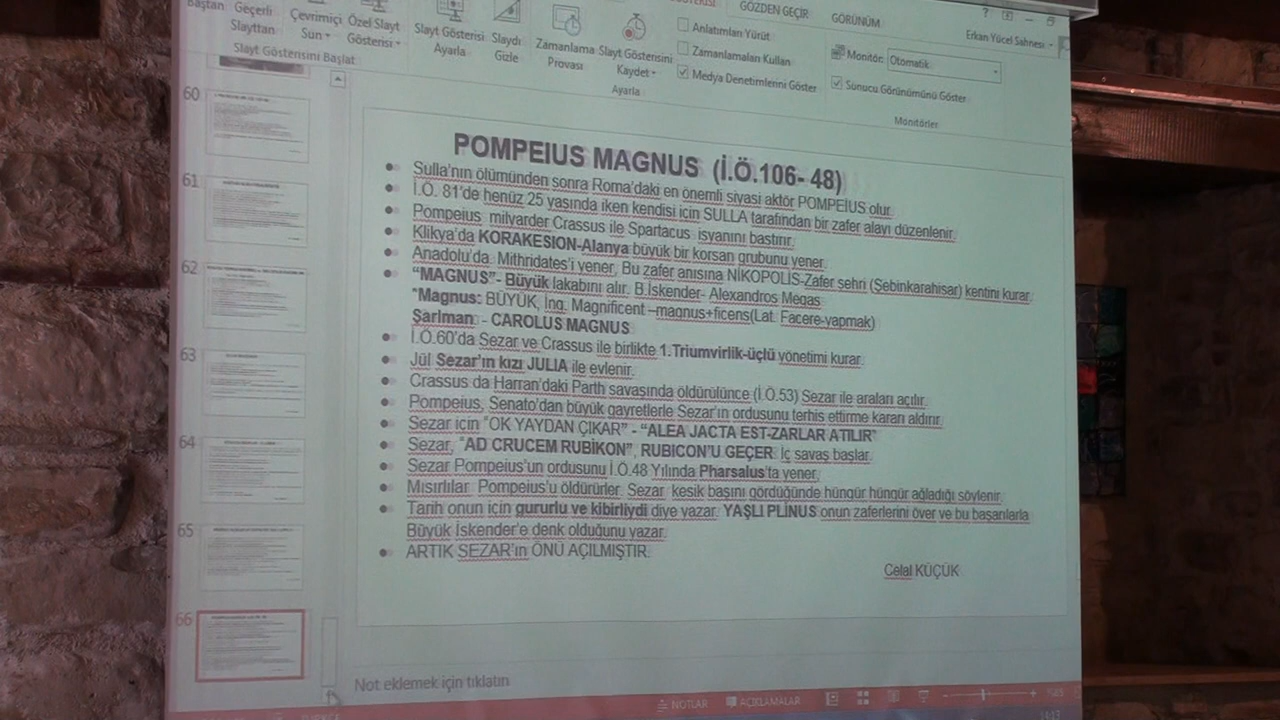 GÖZDEN GEÇİR
GÖRÜNÜM
?
Erkan Yücel Sahnesi
Baştan
Geçerli
Slayttan
Çevrimiçi
Sun
Özel Slayt
Gösterisi
Slayt Gösterisi
Ayarla
Slaydı
Gizle
Zamanlama
Provası
Slayt Gösterisini
Kaydet
Anlatımları Yürüt
Zamanlamaları Kullan
Medya Denetimlerini Göster
Monitör:
Otomatik
Sunucu Görünümünü Göster
Slayt Gösterisini Başlat
Ayarla
Monitörler
60
61
62
63
64
65
66
POMPEIUS MAGNUS (İ.Ö.106- 48)
• Sulla'nın ölümünden sonra Roma'daki en önemli siyasi aktör POMPEİUS olur.
• İ.Ö. 81'de henüz 25 yaşında iken kendisi için SULLA tarafından bir zafer alayı düzenlenir.
• Pompeius milyarder Crassus ile Spartacus isyanını bastırır.
• Klikya'da KORAKESION-Alanya büyük bir korsan grubunu yener.
• Anadolu'da Mithridates'i yener. Bu zafer anısına NİKOPOLİS-Zafer şehri (Şebinkarahisar) kentini kurar.
• "MAGNUS"- Büyük lakabını alır. B.İskender- Alexandros Megas
*Magnus: BÜYÜK, İng. Magnificent –magnus+ficens(Lat. Facere-yapmak)
Şarlman: - CAROLUS MAGNUS
• İ.Ö.60'da Sezar ve Crassus ile birlikte 1.Triumvirlik-üçlü yönetimi kurar.
• Jül Sezar'ın kızı JULIA ile evlenir.
• Crassus da Harran'daki Parth savaşında öldürülünce (İ.Ö.53) Sezar ile araları açılır.
• Pompeius, Senato'dan büyük gayretlerle Sezar'ın ordusunu terhis ettirme kararı aldırır.
• Sezar için "OK YAYDAN ÇIKAR" - "ALEA JACTA EST-ZARLAR ATILIR"
• Sezar, "AD CRUCEM RUBİKON", RUBICON'U GEÇER. İç savaş başlar.
• Sezar Pompeius'un ordusunu İ.Ö.48 Yılında Pharsalus'ta yener.
• Mısırlılar Pompeius'u öldürürler. Sezar kesik başını gördüğünde hüngür hüngür ağladığı söylenir.
• Tarih onun için gururlu ve kibirliydi diye yazar. YAŞLI PLİNUS onun zaferlerini över ve bu başarılarla
Büyük İskender'e denk olduğunu yazar.
• ARTIK SEZAR'ın ÖNÜ AÇILMIŞTIR.
Celal KÜÇÜK
Not eklemek için tıklatın
NOTLAR
AÇIKLAMALAR
%85
14:13